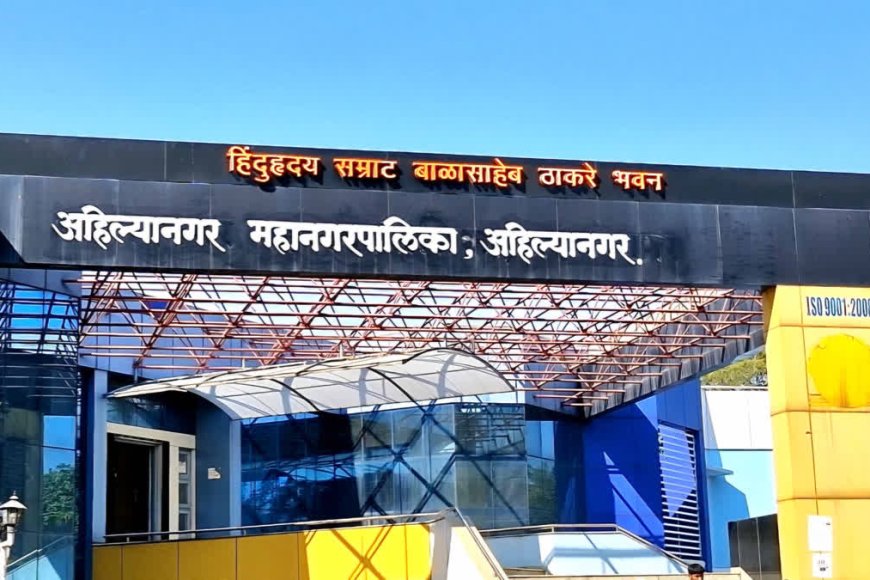 हिंदुहृदय सम्राट बाळासाहेब ठाकरे भवन
अहिल्यानगर महानगरपालिका, अहिल्यानगर.
ISO 9001:2008